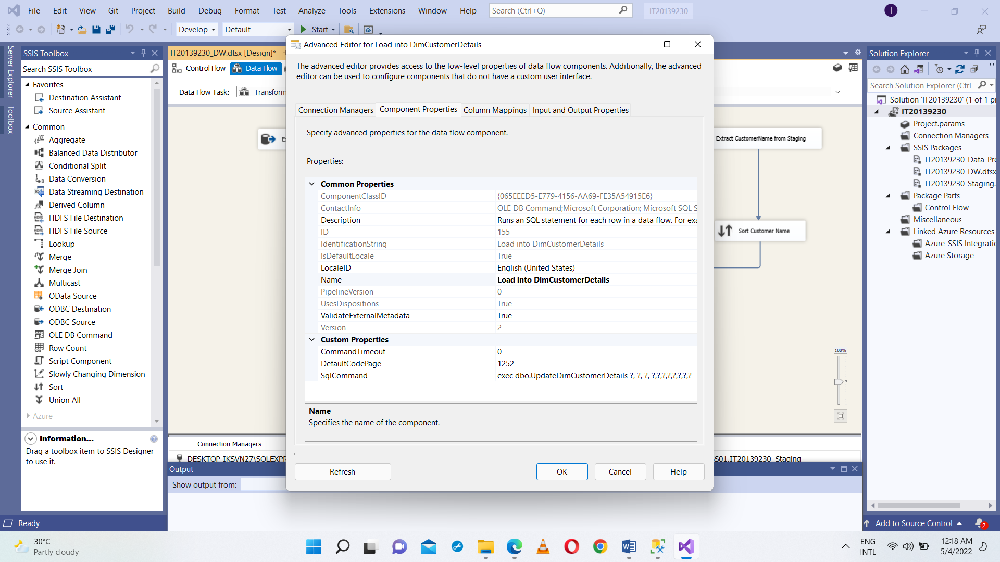 File Edit View Git Project Build Debug Format Test Analyze Tools Extensions Window Help Search (Ctrl+Q) IT20139230 I
Develop Default Start
Server Explorer
Toolbox
SSIS Toolbox
Search SSIS Toolbox
Favorites
Destination Assistant
Source Assistant
Common
Aggregate
Balanced Data Distributor
Conditional Split
Data Conversion
Data Streaming Destination
Derived Column
HDFS File Destination
HDFS File Source
Lookup
Merge
Merge Join
Multicast
OData Source
ODBC Destination
ODBC Source
OLE DB Command
Row Count
Script Component
Slowly Changing Dimension
Sort
Union All
Azure
Information...
Drag a toolbox item to SSIS Designer
to use it.
IT20139230_DW.dtsx [Design]*
Control Flow Data Flow
Data Flow Task: Transform
Extract CustomerName from Staging
Sort Customer Name
100%
Connection Managers
DESKTOP-IKSVN27\SQLEXP
S01.IT20139230_Staging
Output
Show output from:
Advanced Editor for Load into DimCustomerDetails
The advanced editor provides access to the low-level properties of data flow components. Additionally, the advanced
editor can be used to configure components that do not have a custom user interface.
Connection Managers Component Properties Column Mappings Input and Output Properties
Specify advanced properties for the data flow component.
Properties:
Common Properties
ComponentClassID {065EEED5-E779-4156-AA69-FE35A54915E6}
ContactInfo OLE DB Command;Microsoft Corporation; Microsoft SQL S
Description Runs an SQL statement for each row in a data flow. For exa
ID 155
IdentificationString Load into DimCustomerDetails
IsDefaultLocale True
LocaleID English (United States)
Name Load into DimCustomerDetails
PipelineVersion 0
UsesDispositions True
ValidateExternalMetadata True
Version 2
Custom Properties
CommandTimeout 0
DefaultCodePage 1252
SqlCommand exec dbo.UpdateDimCustomerDetails ?, ?, ?, ?,?,?,?,?,?,?,?
Name
Specifies the name of the component.
Refresh OK Cancel Help
Solution Explorer
Search Solution Explorer (Ctrl-
Solution 'IT20139230' (1 of 1 pr
IT20139230
Project.params
Connection Managers
SSIS Packages
IT20139230_Data_Pro
IT20139230_DW.dtsx
IT20139230_Staging.
Package Parts
Control Flow
Miscellaneous
Linked Azure Resources
Azure-SSIS Integratio
Azure Storage
Ready
Add to Source Control 2
30°C
Partly cloudy
ENG
INTL
12:18 AM
5/4/2022